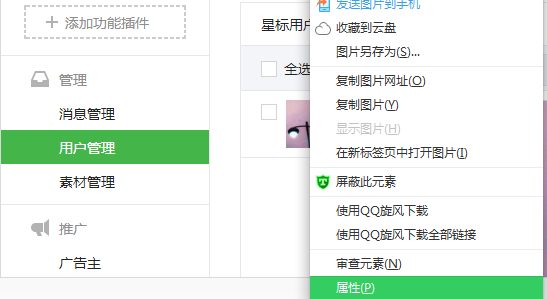 添加功能插件
管理
消息管理
用户管理
素材管理
推广
广告主
星标用户
全选
发送图片到手机
收藏到云盘
图片另存为(S)...
复制图片网址(O)
复制图片(Y)
显示图片(H)
在新标签页中打开图片(I)
屏蔽此元素
使用QQ旋风下载
使用QQ旋风下载全部链接
审查元素(N)
属性(P)